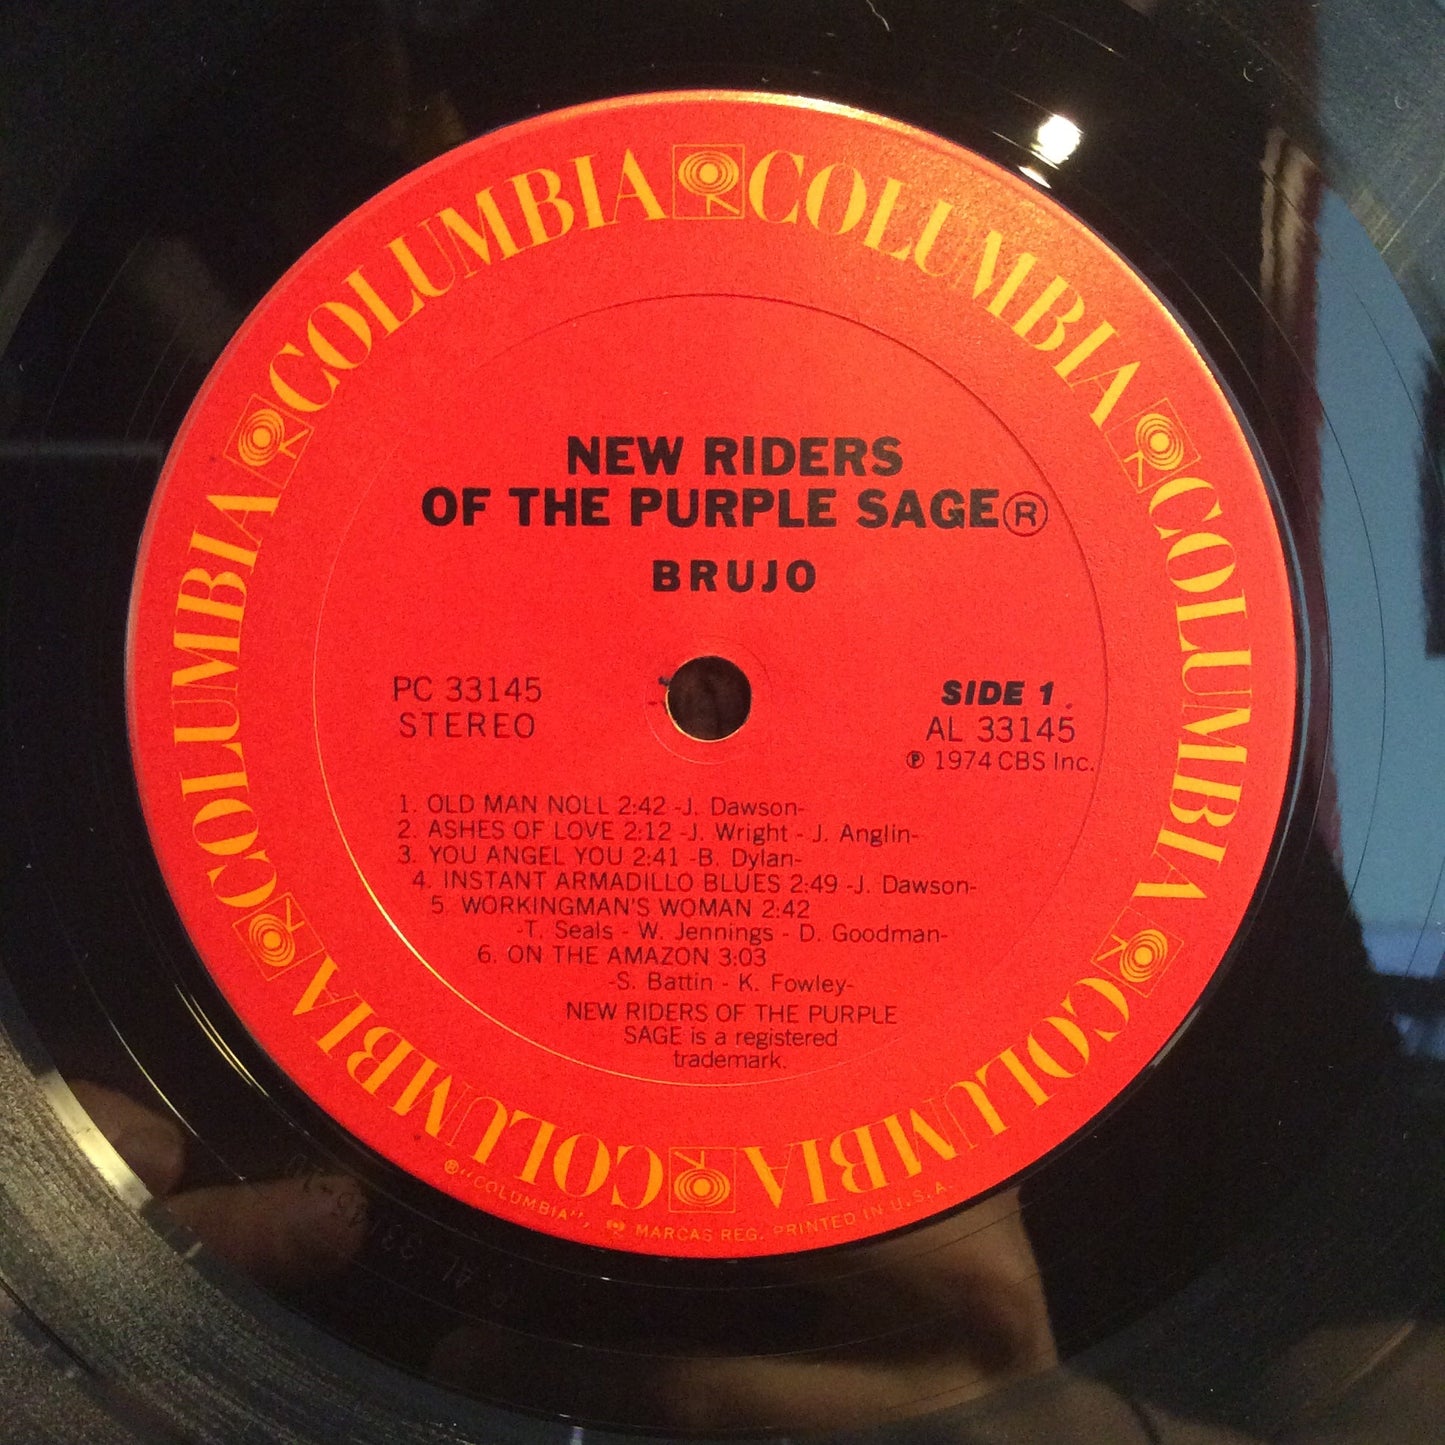 COLUMBIA COLUMBIA COLUMBIA COLUMBIA COLUMBIA COLUMBIA
NEW RIDERS
OF THE PURPLE SAGE®
BRUJO
PC 33145
STEREO
SIDE 1
AL 33145
℗ 1974 CBS Inc.
1. OLD MAN NOLL 2:42 -J. Dawson-
2. ASHES OF LOVE 2:12 -J. Wright - J. Anglin-
3. YOU ANGEL YOU 2:41 -B. Dylan-
4. INSTANT ARMADILLO BLUES 2:49 -J. Dawson-
5. WORKINGMAN'S WOMAN 2:42
-T. Seals - W. Jennings - D. Goodman-
6. ON THE AMAZON 3:03
-S. Battin - K. Fowley-
NEW RIDERS OF THE PURPLE
SAGE is a registered
trademark.
® "COLUMBIA", MARCAS REG. PRINTED IN U.S.A.